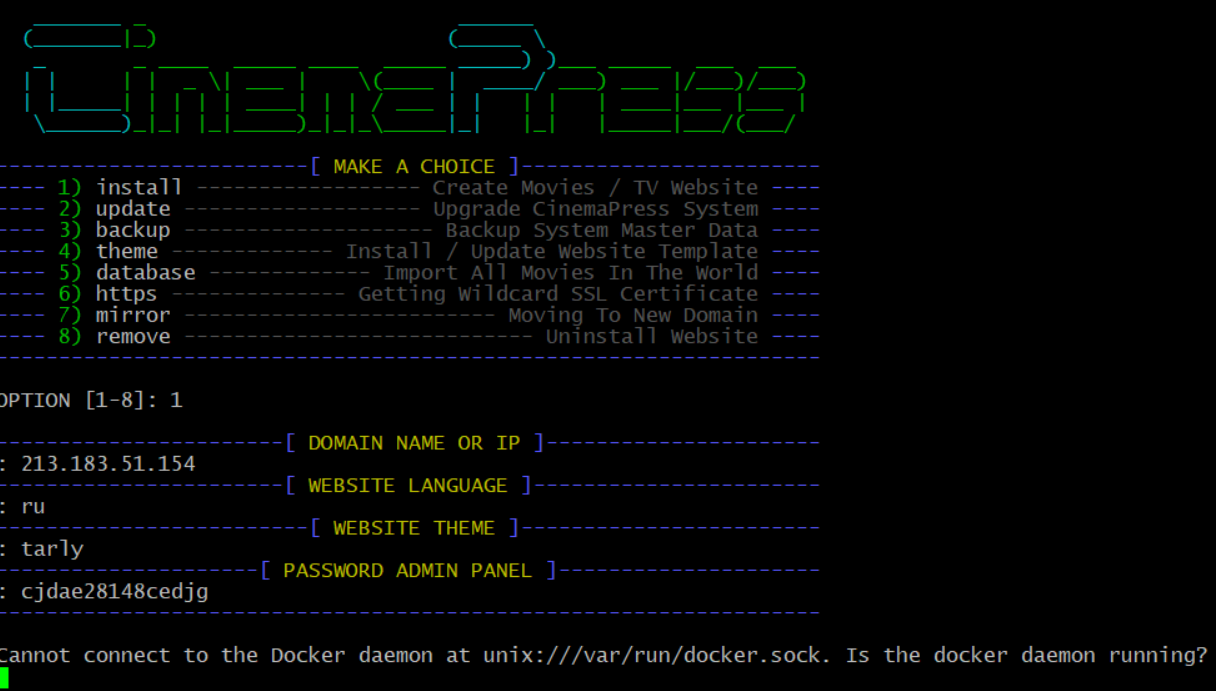 CinemaPress
-------------------------[ MAKE A CHOICE ]------------------------
---- 1) install ------------------ Create Movies / TV Website ----
---- 2) update ------------------- Upgrade CinemaPress System ----
---- 3) backup -------------------- Backup System Master Data ----
---- 4) theme ------------- Install / Update Website Template ----
---- 5) database ------------- Import All Movies In The World ----
---- 6) https -------------- Getting Wildcard SSL Certificate ----
---- 7) mirror ------------------------- Moving To New Domain ----
---- 8) remove ---------------------------- Uninstall Website ----
------------------------------------------------------------------
OPTION [1-8]: 1
-----------------------[ DOMAIN NAME OR IP ]----------------------
: 213.183.51.154
-----------------------[ WEBSITE LANGUAGE ]-----------------------
: ru
-------------------------[ WEBSITE THEME ]------------------------
: tarly
---------------------[ PASSWORD ADMIN PANEL ]---------------------
: cjdae28148cedjg
------------------------------------------------------------------
Cannot connect to the Docker daemon at unix:///var/run/docker.sock. Is the docker daemon running?